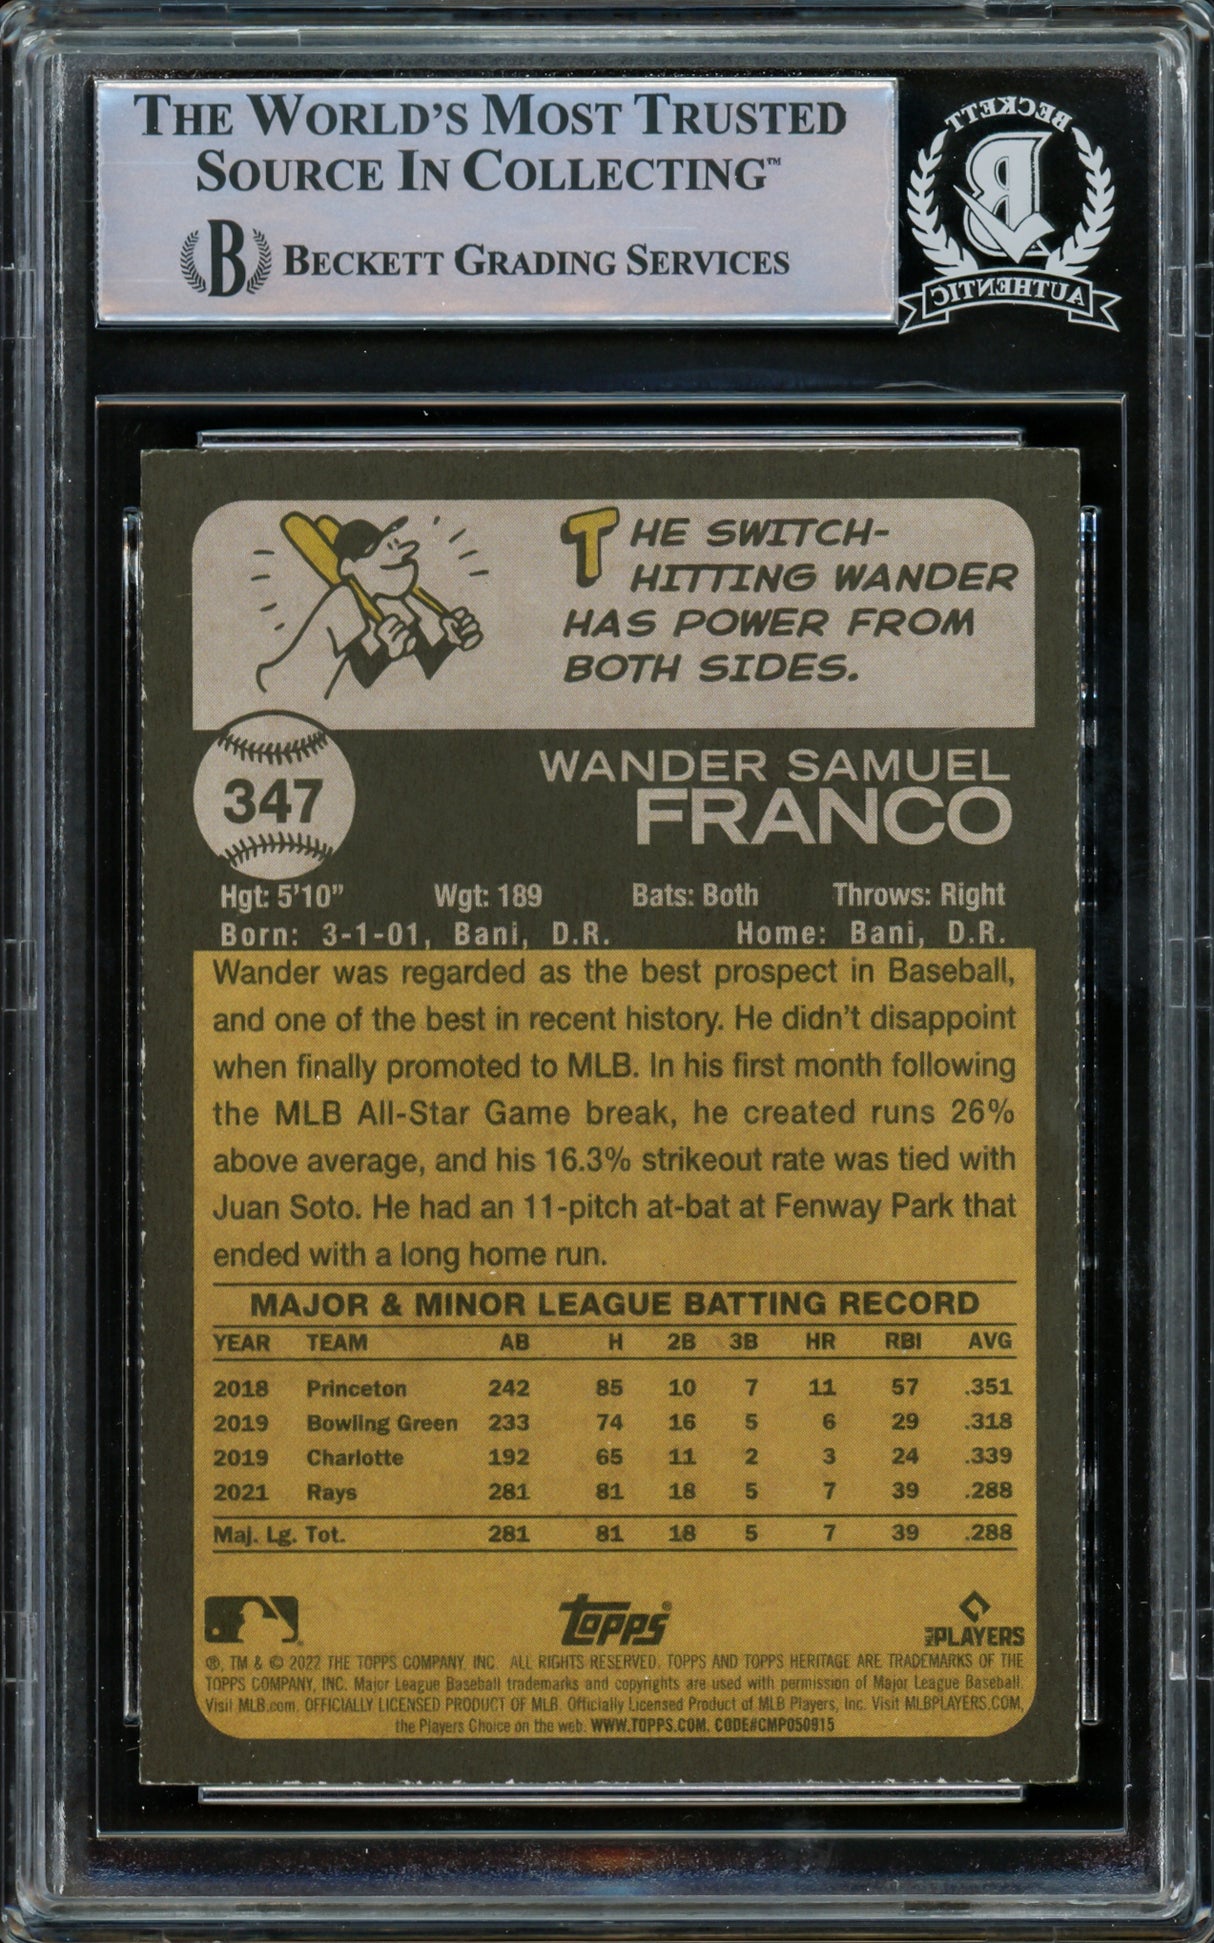 THE WORLD'S MOST TRUSTED
SOURCE IN COLLECTING™
B BECKETT GRADING SERVICES
BECKETT
B
AUTHENTIC
THE SWITCH-
HITTING WANDER
HAS POWER FROM
BOTH SIDES.
347
WANDER SAMUEL
FRANCO
Hgt: 5'10" Wgt: 189 Bats: Both Throws: Right
Born: 3-1-01, Bani, D.R. Home: Bani, D.R.
Wander was regarded as the best prospect in Baseball,
and one of the best in recent history. He didn't disappoint
when finally promoted to MLB. In his first month following
the MLB All-Star Game break, he created runs 26%
above average, and his 16.3% strikeout rate was tied with
Juan Soto. He had an 11-pitch at-bat at Fenway Park that
ended with a long home run.
MAJOR & MINOR LEAGUE BATTING RECORD
YEAR TEAM AB H 2B 3B HR RBI AVG
2018 Princeton 242 85 10 7 11 57 .351
2019 Bowling Green 233 74 16 5 6 29 .318
2019 Charlotte 192 65 11 2 3 24 .339
2021 Rays 281 81 18 5 7 39 .288
Maj. Lg. Tot. 281 81 18 5 7 39 .288
Topps®
MLB PLAYERS
®, TM & © 2022 THE TOPPS COMPANY, INC. ALL RIGHTS RESERVED. TOPPS AND TOPPS HERITAGE ARE TRADEMARKS OF THE
TOPPS COMPANY, INC. Major League Baseball trademarks and copyrights are used with permission of Major League Baseball.
Visit MLB.com. OFFICIALLY LICENSED PRODUCT OF MLB. Officially Licensed Product of MLB Players, Inc. Visit MLBPLAYERS.COM,
the Players Choice on the web. WWW.TOPPS.COM. CODE#CMP050915